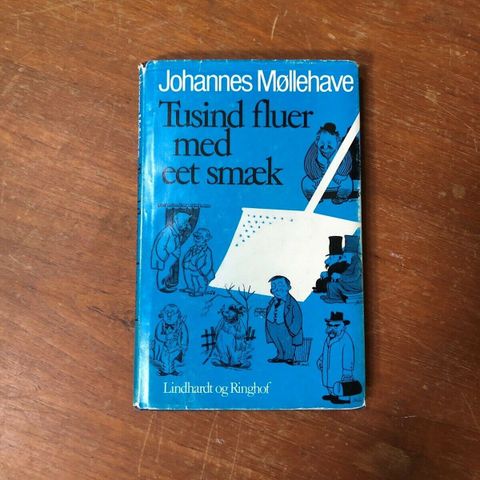 Johannes Møllehave
Tusind fluer
med
eet smæk
Lindhardt og Ringhof